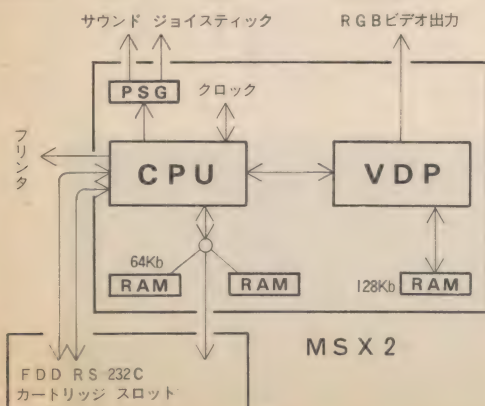 サウンド ジョイスティック
RGBビデオ出力
PSG
クロック
プリンタ
CPU
VDP
64Kb
RAM
RAM
128Kb
RAM
MSX2
FDD RS-232C
カートリッジ スロット